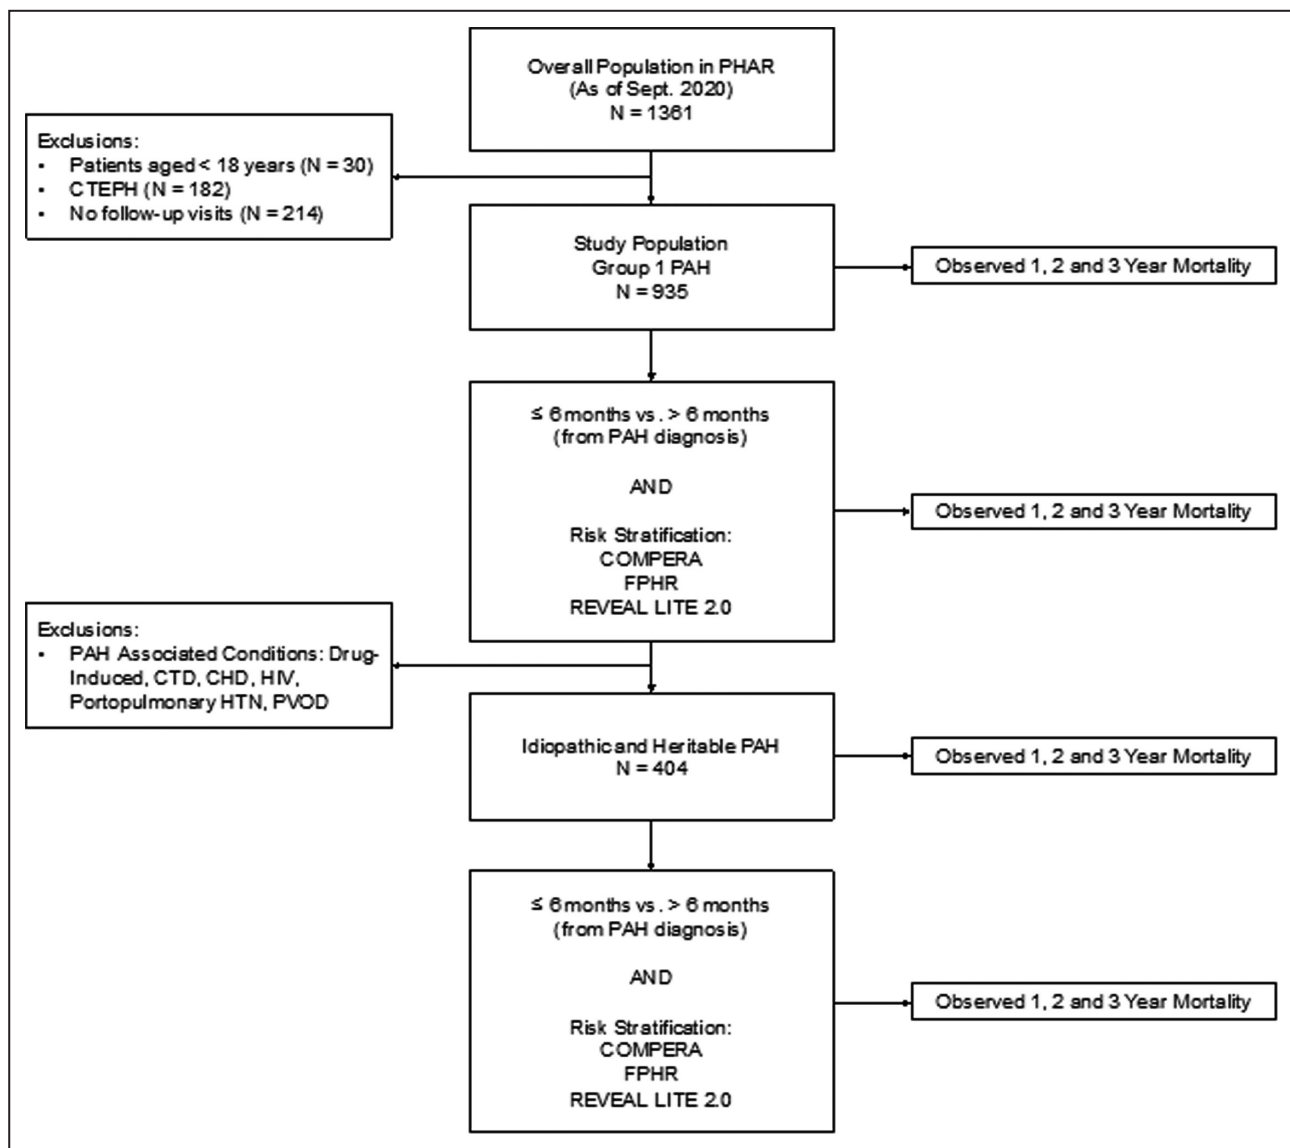 Overall Population in PHAR
(As of Sept. 2020)
N = 1361
Exclusions:
• Patients aged < 18 years (N = 30)
• CTEPH (N = 182)
• No follow-up visits (N = 214)
Study Population
Group 1 PAH
N = 935
Observed 1, 2 and 3 Year Mortality
≤ 6 months vs. > 6 months
(from PAH diagnosis)
AND
Risk Stratification:
COMPERA
FPHR
REVEAL LITE 2.0
Observed 1, 2 and 3 Year Mortality
Exclusions:
• PAH Associated Conditions: Drug-
Induced, CTD, CHD, HIV,
Portopulmonary HTN, PVOD
Idiopathic and Heritable PAH
N = 404
Observed 1, 2 and 3 Year Mortality
≤ 6 months vs. > 6 months
(from PAH diagnosis)
AND
Risk Stratification:
COMPERA
FPHR
REVEAL LITE 2.0
Observed 1, 2 and 3 Year Mortality